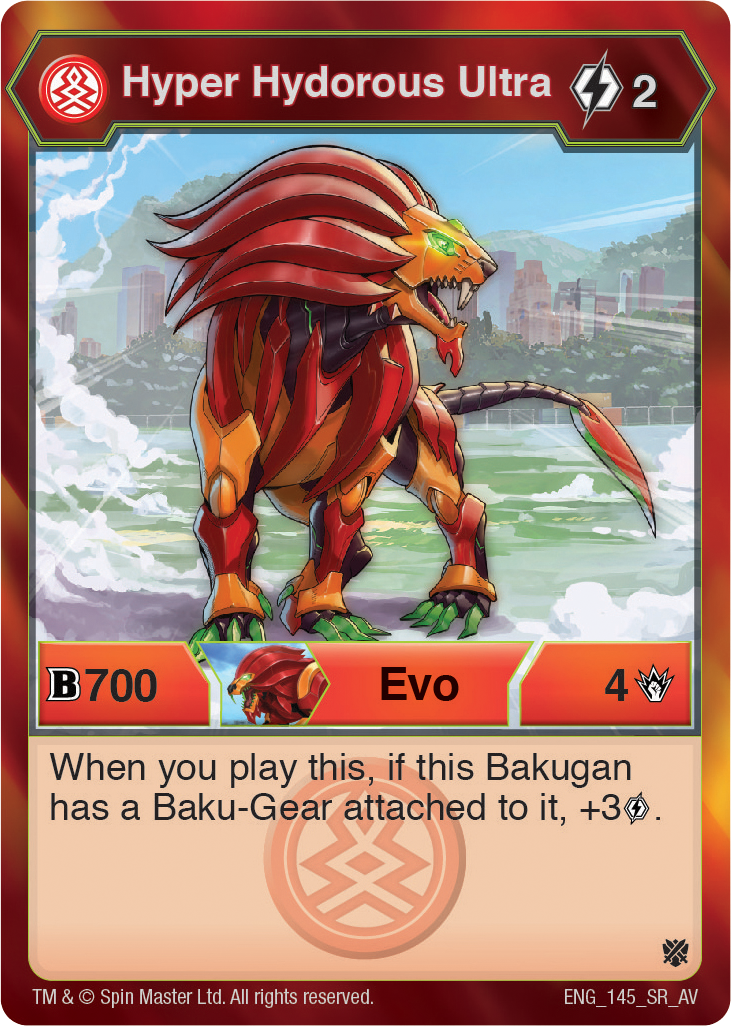 Hyper Hydorous Ultra 2
B 700 Evo 4
When you play this, if this Bakugan
has a Baku-Gear attached to it, +3.
TM & © Spin Master Ltd. All rights reserved. ENG_145_SR_AV